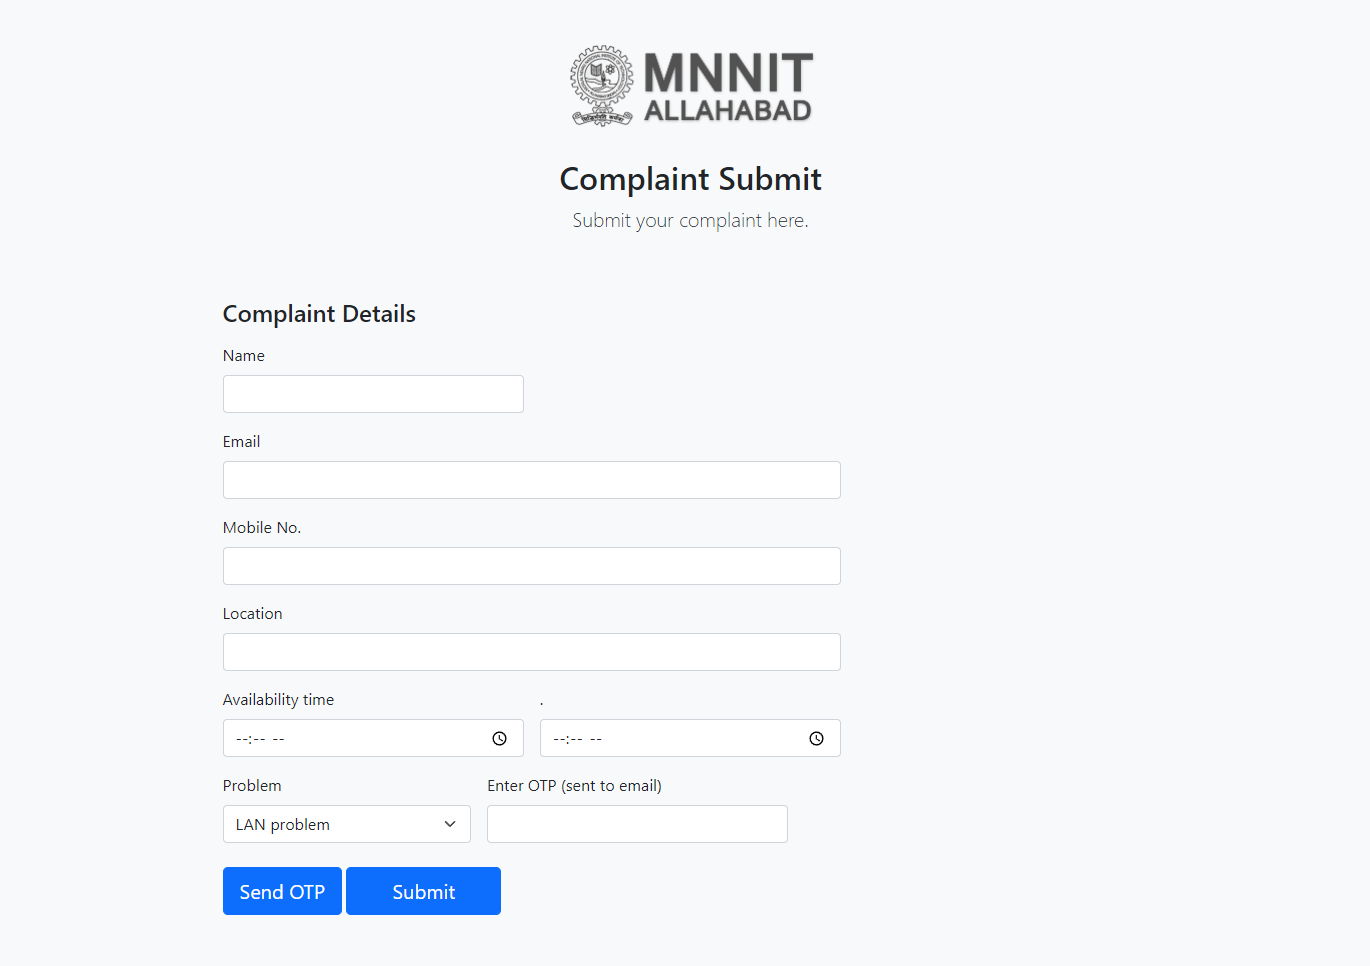 MNNIT
ALLAHABAD
Complaint Submit
Submit your complaint here.
Complaint Details
Name
Email
Mobile No.
Location
Availability time .
--:-- -- --:-- --
Problem Enter OTP (sent to email)
LAN problem
Send OTP Submit